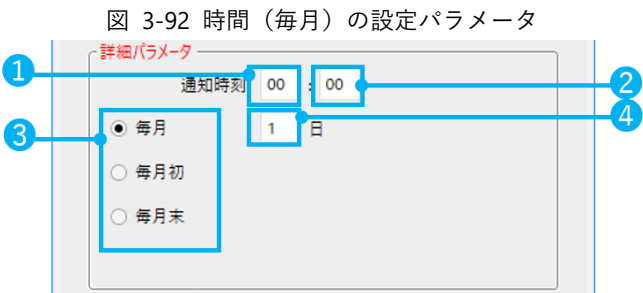 図 3-92 時間（毎月）の設定パラメータ
詳細パラメータ
1 通知時刻 00 : 00 2
3 毎月 1 日 4
毎月初
毎月末